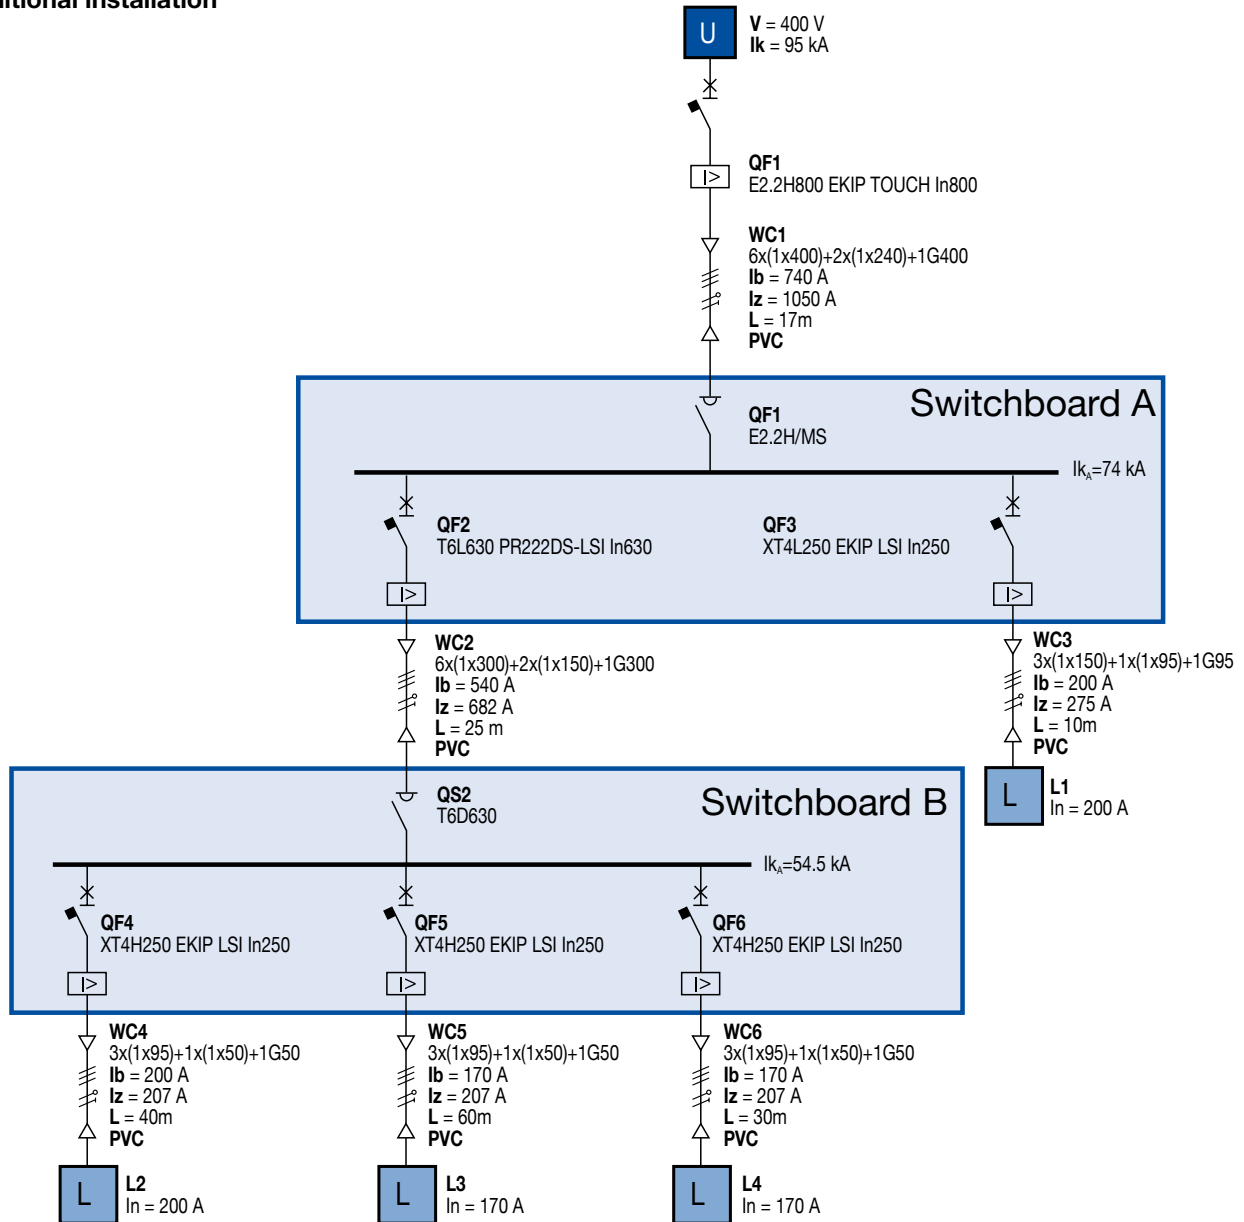 itional installation
U
V = 400 V
Ik = 95 kA
QF1
E2.2H800 EKIP TOUCH In800
I>
WC1
6x(1x400)+2x(1x240)+1G400
Ib = 740 A
Iz = 1050 A
L = 17m
PVC
Switchboard A
QF1
E2.2H/MS
IkA=74 kA
QF2
T6L630 PR222DS-LSI In630
I>
QF3
XT4L250 EKIP LSI In250
I>
WC2
6x(1x300)+2x(1x150)+1G300
Ib = 540 A
Iz = 682 A
L = 25 m
PVC
WC3
3x(1x150)+1x(1x95)+1G95
Ib = 200 A
Iz = 275 A
L = 10m
PVC
L
L1
In = 200 A
Switchboard B
QS2
T6D630
IkA=54.5 kA
QF4
XT4H250 EKIP LSI In250
I>
QF5
XT4H250 EKIP LSI In250
I>
QF6
XT4H250 EKIP LSI In250
I>
WC4
3x(1x95)+1x(1x50)+1G50
Ib = 200 A
Iz = 207 A
L = 40m
PVC
WC5
3x(1x95)+1x(1x50)+1G50
Ib = 170 A
Iz = 207 A
L = 60m
PVC
WC6
3x(1x95)+1x(1x50)+1G50
Ib = 170 A
Iz = 207 A
L = 30m
PVC
L
L2
In = 200 A
L
L3
In = 170 A
L
L4
In = 170 A